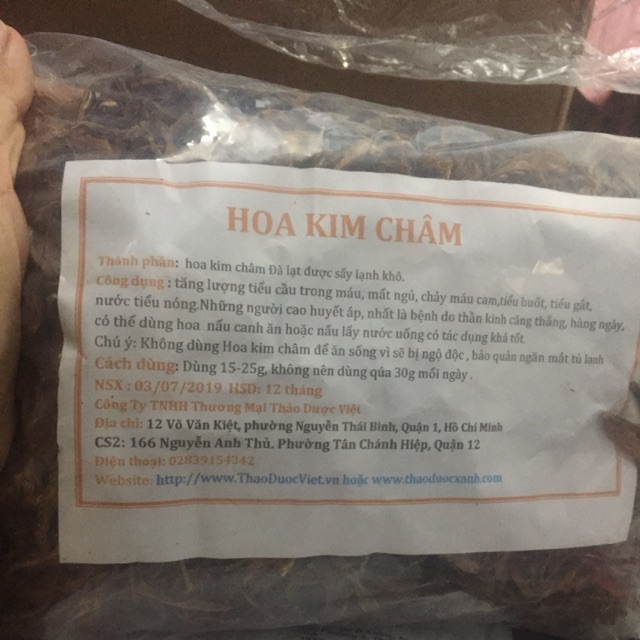 HOA KIM CHÂM
Thành phần: hoa kim châm Đà lạt được sấy lạnh khô.
Công dụng : tăng lượng tiểu cầu trong máu, mất ngủ, chảy máu cam,tiểu buốt, tiểu gắt,
nước tiểu nóng.Những người cao huyết áp, nhất là bệnh do thần kinh căng thẳng, hàng ngày,
có thể dùng hoa nấu canh ăn hoặc nấu lấy nước uống có tác dụng khá tốt
Chú ý: Không dùng Hoa kim châm để ăn sống vì sẽ bị ngộ độc , bảo quản ngăn mát tủ lạnh
Cách dùng: Dùng 15-25g, không nên dùng qúa 30g mỗi ngày .
NSX : 03/07/2019 HSD: 12 tháng
Công Ty TNHH Thương Mại Thảo Dược Việt
Địa chỉ: 12 Võ Văn Kiệt, phường Nguyễn Thái Bình, Quận 1, Hồ Chí Minh
CS2: 166 Nguyễn Ảnh Thủ. Phường Tân Chánh Hiệp, Quận 12
Điện thoại: 02839154342
Website: http://www.ThaoDuocViet.vn hoặc www.thaoduocxanh.com